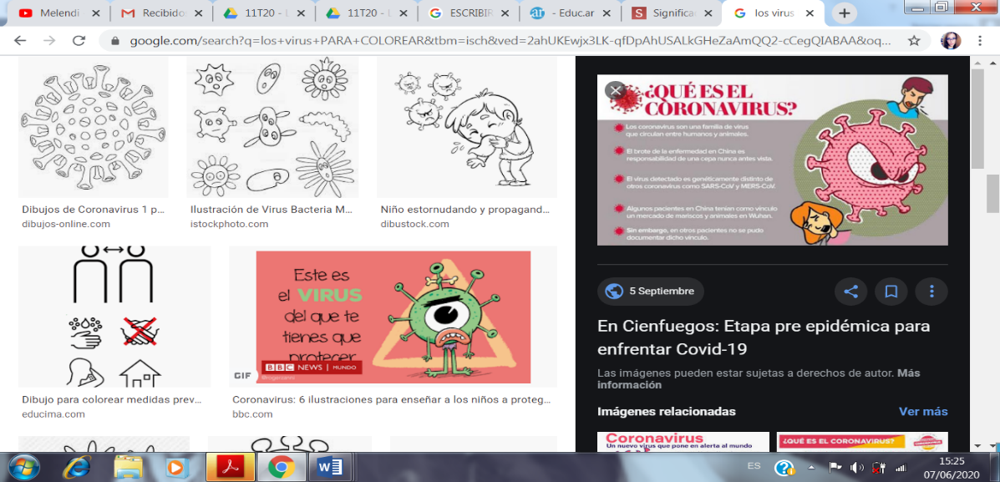 Melendi
Recibido
11T20 - L
11T20 - L
ESCRIBIR
- Educ.ar
Significa
los virus
google.com/search?q=los+virus+PARA+COLOREAR&tbm=isch&ved=2ahUKEwjx3LK-qfDpAhUSALkGHeZaAmQQ2-cCegQIABAA&oq...
Dibujos de Coronavirus 1 p...
dibujos-online.com
Ilustración de Virus Bacteria M...
istockphoto.com
Niño estornudando y propagand...
dibustock.com
Este es
el VIRUS
del que te
tienes que
proteger
BBC NEWS | MUNDO
GIF
Dibujo para colorear medidas prev...
educima.com
Coronavirus: 6 ilustraciones para enseñar a los niños a proteg...
bbc.com
¿QUÉ ES EL
CORONAVIRUS?
Los coronavirus son una familia de virus
que circulan entre humanos y animales.
El brote de la enfermedad en China es
responsabilidad de una cepa nunca antes vista.
El virus detectado es genéticamente distinto de
otros coronavirus como SARS-CoV y MERS-CoV.
Algunos pacientes en China tenían como vínculo
un mercado de mariscos y animales en Wuhan.
Sin embargo, en otros pacientes no se pudo
documentar dicho vínculo.
5 Septiembre
En Cienfuegos: Etapa pre epidémica para
enfrentar Covid-19
Las imágenes pueden estar sujetas a derechos de autor. Más
información
Imágenes relacionadas
Ver más
Coronavirus
Un nuevo virus que pone en alerta al mundo
¿QUÉ ES EL CORONAVIRUS?
ES
15:25
07/06/2020